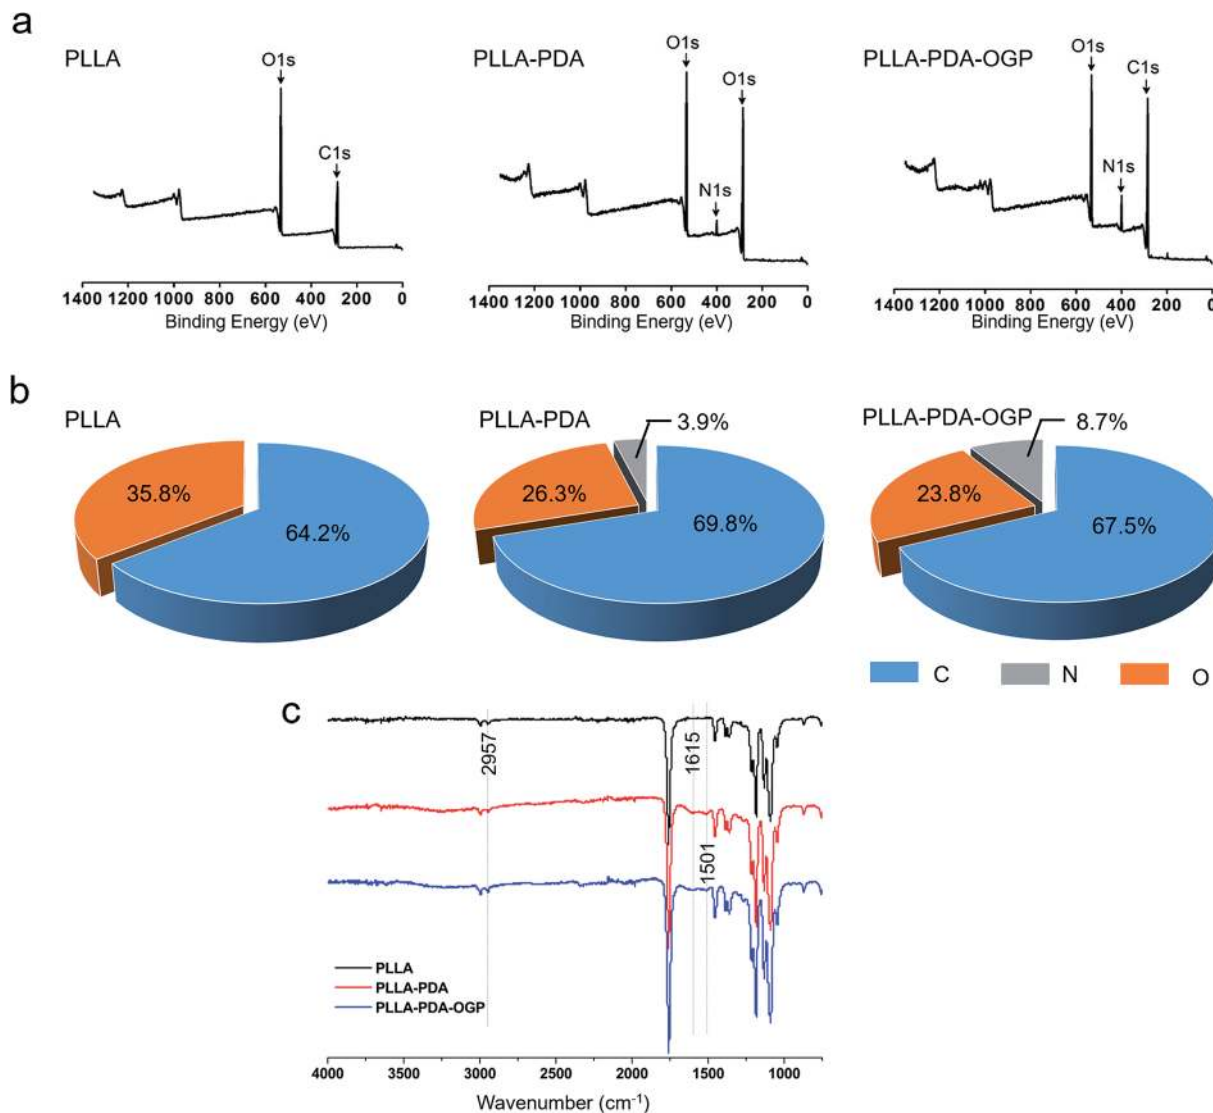 a
PLLA
O1s
C1s
1400 1200 1000 800 600 400 200 0
Binding Energy (eV)
PLLA-PDA
O1s
O1s
N1s
1400 1200 1000 800 600 400 200 0
Binding Energy (eV)
PLLA-PDA-OGP
O1s
C1s
N1s
1400 1200 1000 800 600 400 200 0
Binding Energy (eV)
b
PLLA
35.8%
64.2%
PLLA-PDA
3.9%
26.3%
69.8%
PLLA-PDA-OGP
8.7%
23.8%
67.5%
C N O
c
2957
1615
1501
PLLA
PLLA-PDA
PLLA-PDA-OGP
4000 3500 3000 2500 2000 1500 1000
Wavenumber (cm⁻¹)